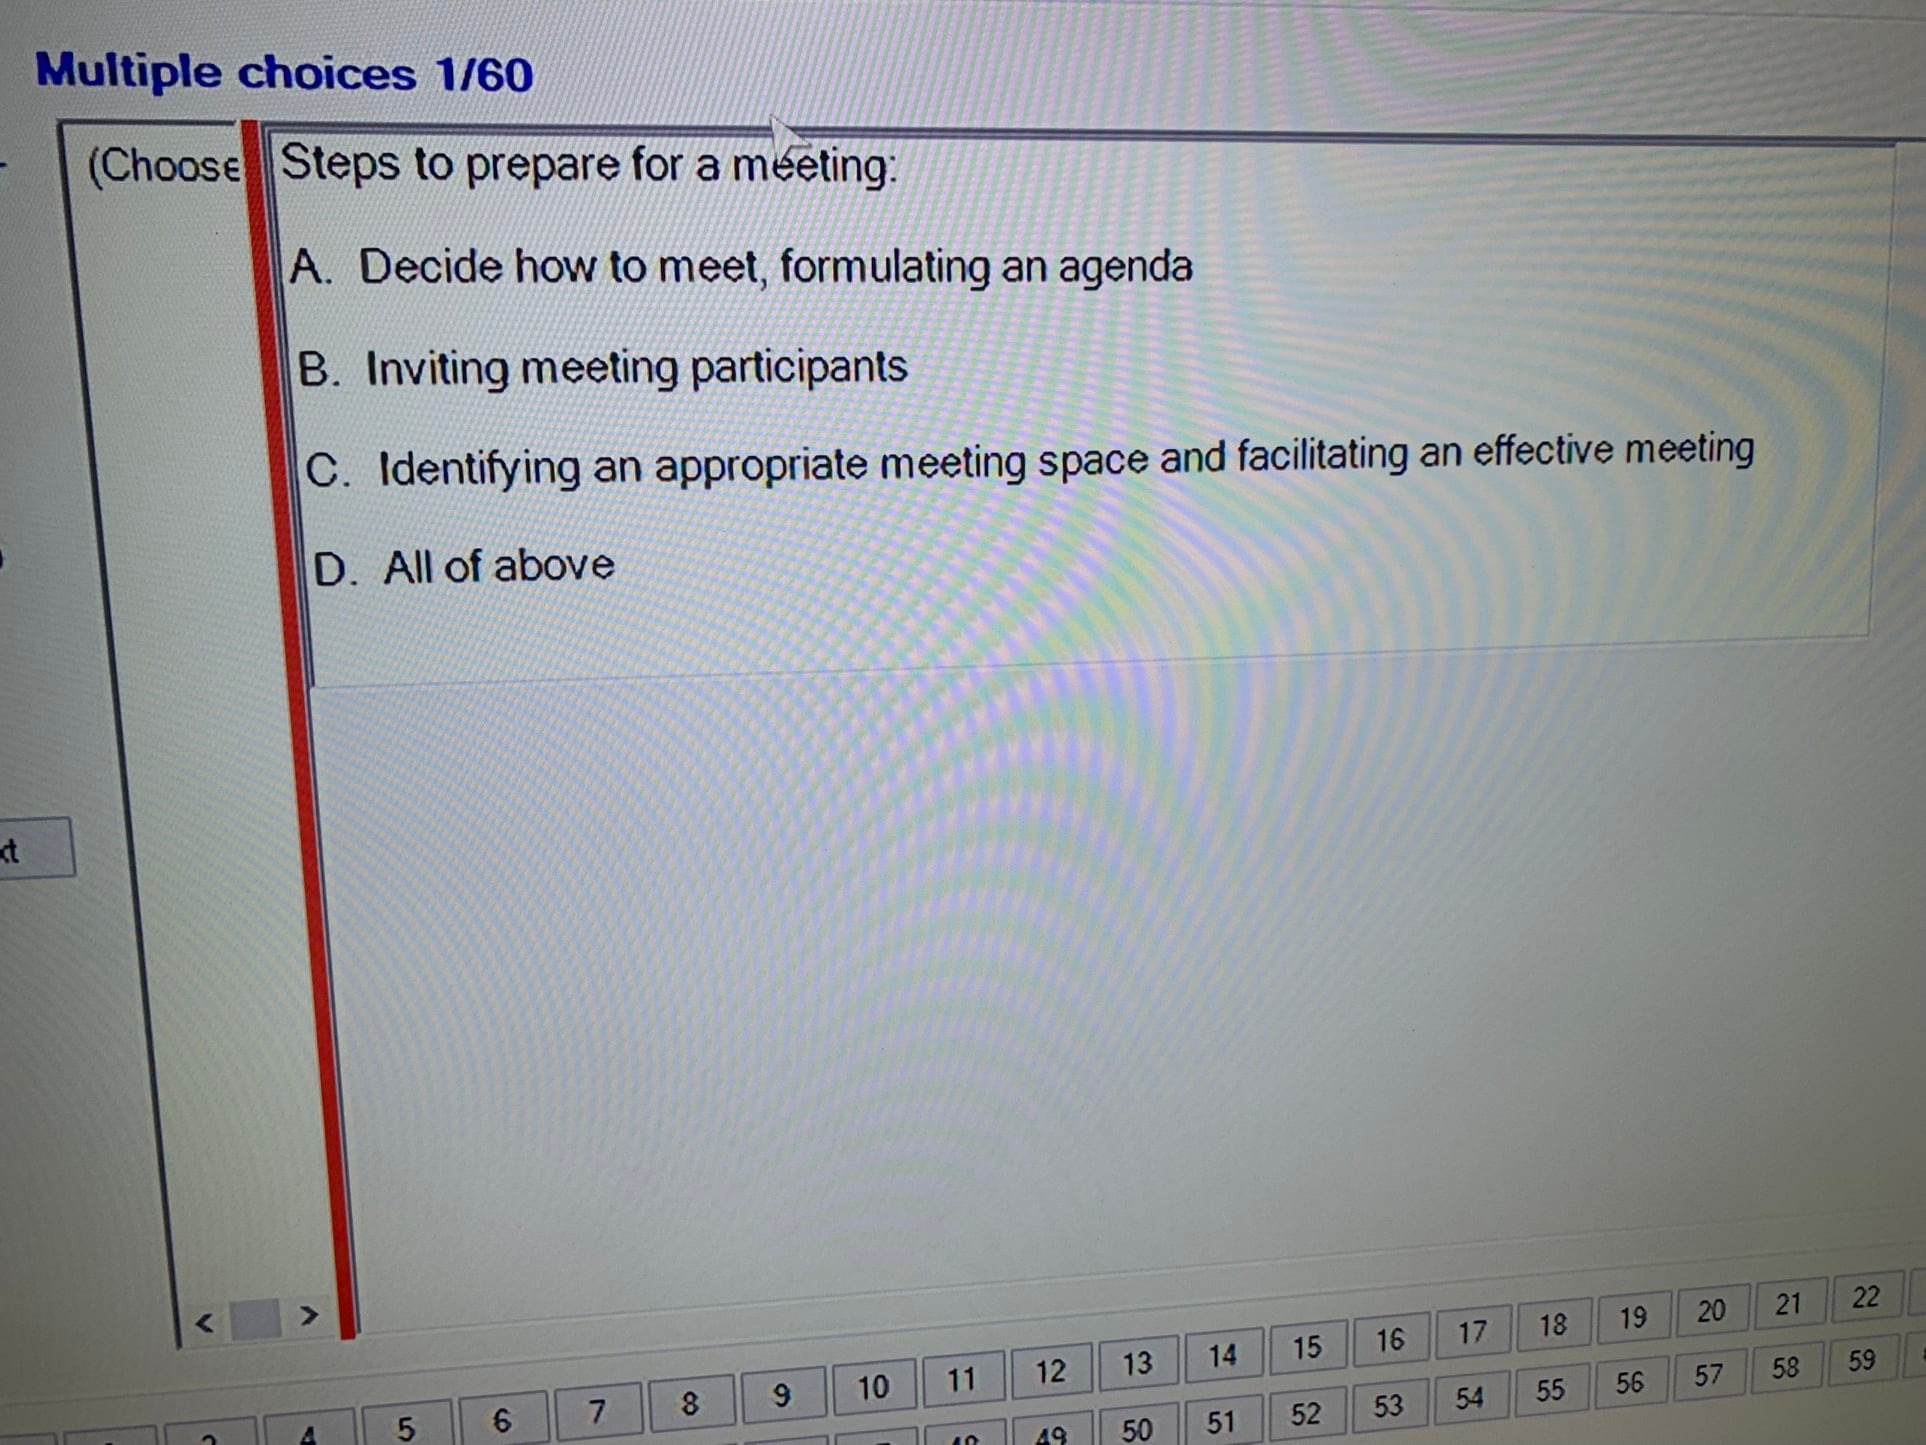 Multiple choices 1/60
(Choose
Steps to prepare for a meeting:
A. Decide how to meet, formulating an agenda
B. Inviting meeting participants
C. Identifying an appropriate meeting space and facilitating an effective meeting
D. All of above
xt
< >
4 5 6 7 8 9 10 11 12 13 14 15 16 17 18 19 20 21 22
49 50 51 52 53 54 55 56 57 58 59